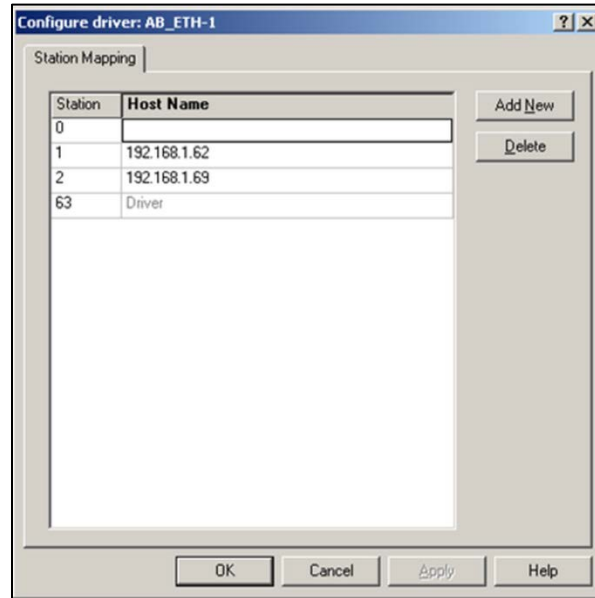 Configure driver: AB_ETH-1
Station Mapping
Station Host Name
0
1 192.168.1.62
2 192.168.1.69
63 Driver
Add New
Delete
OK Cancel Apply Help